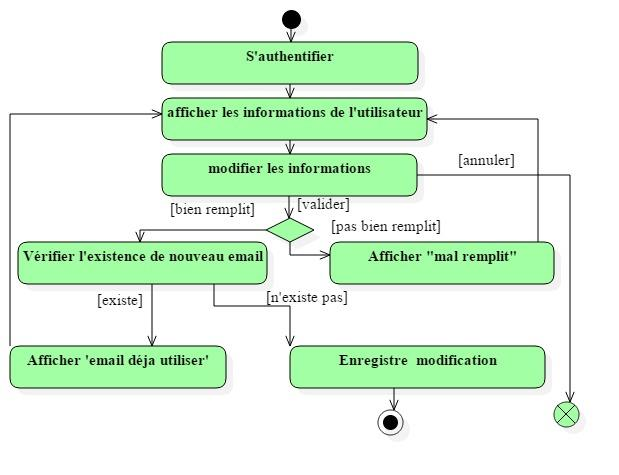 S'authentifier
afficher les informations de l'utilisateur
modifier les informations
[annuler]
[valider]
[bien remplit]
[pas bien remplit]
Vérifier l'existence de nouveau email
Afficher "mal remplit"
[existe]
[n'existe pas]
Afficher 'email déja utiliser'
Enregistre modification